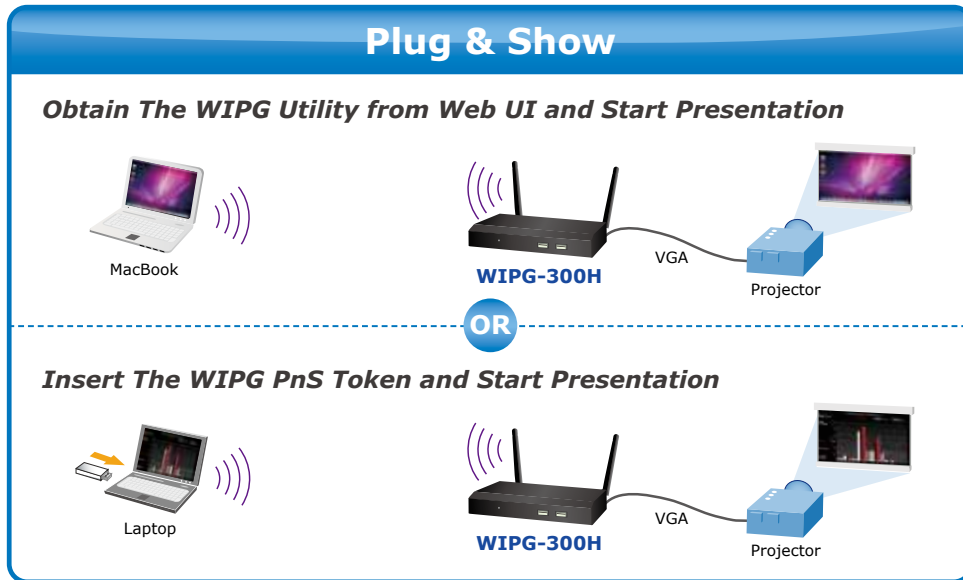 Plug & Show
Obtain The WIPG Utility from Web UI and Start Presentation
MacBook
WIPG-300H
VGA
Projector
OR
Insert The WIPG PnS Token and Start Presentation
Laptop
WIPG-300H
VGA
Projector